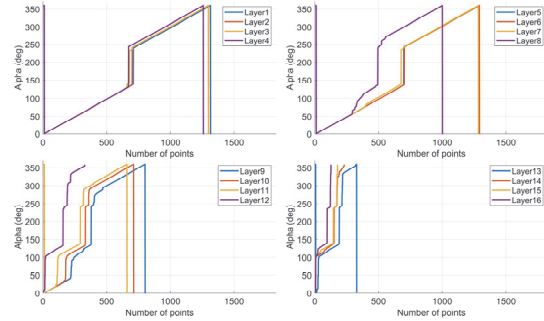 350
300
250
200
150
100
50
0
Alpha (deg)
0 500 1000 1500
Number of points
Layer1
Layer2
Layer3
Layer4
350
300
250
200
150
100
50
0
Alpha (deg)
0 500 1000 1500
Number of points
Layer5
Layer6
Layer7
Layer8
350
300
250
200
150
100
50
0
Alpha (deg)
0 500 1000 1500
Number of points
Layer9
Layer10
Layer11
Layer12
350
300
250
200
150
100
50
0
Alpha (deg)
0 500 1000 1500
Number of points
Layer13
Layer14
Layer15
Layer16